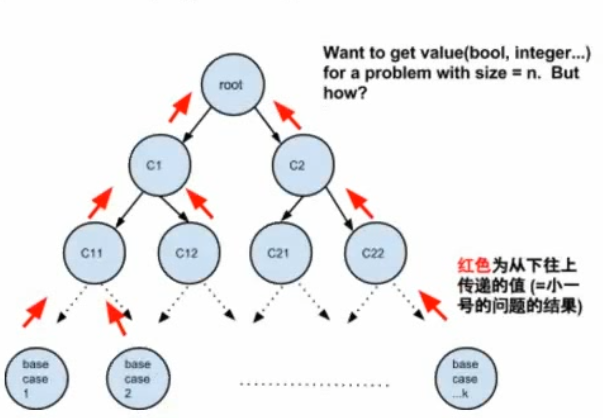 Want to get value(bool, integer...)
for a problem with size = n.  But
how?
root
C1
C2
C11
C12
C21
C22
红色为从下往上
传递的值 (=小一
号的问题的结果)
base
case
1
base
case
2
base
case
...k